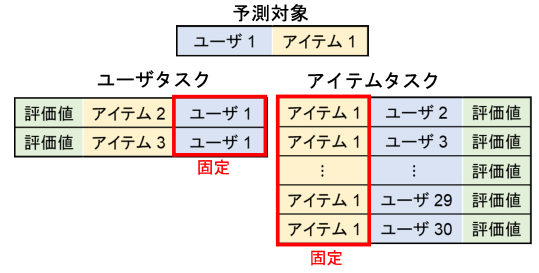 予測対象
ユーザ 1 アイテム 1
ユーザタスク
評価値 アイテム 2 ユーザ 1
評価値 アイテム 3 ユーザ 1
固定
アイテムタスク
アイテム 1 ユーザ 2 評価値
アイテム 1 ユーザ 3 評価値
⋮ ⋮ 評価値
アイテム 1 ユーザ 29 評価値
アイテム 1 ユーザ 30 評価値
固定